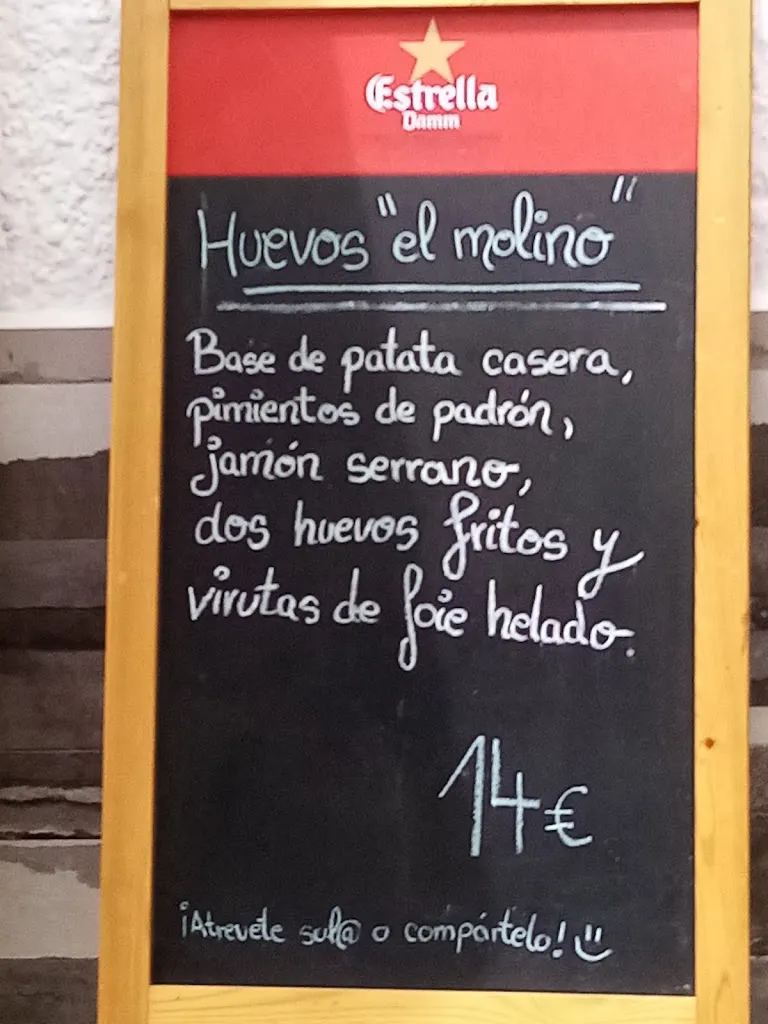 Estrella
Damm
Huevos "el molino"
Base de patata casera,
pimientos de padrón,
jamón serrano,
dos huevos fritos y
virutas de foie helado.
14€
¡Atrevete sol@ o compártelo! ¨)